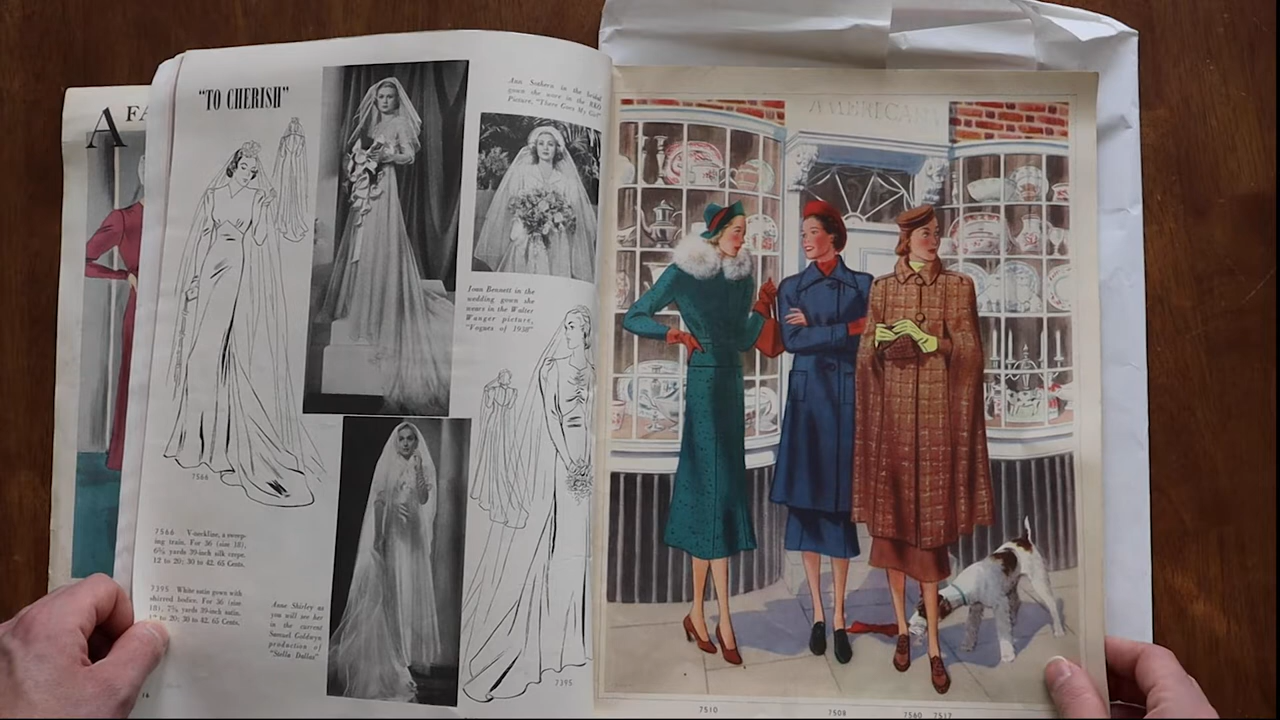 A FA
"TO CHERISH"
Ann Sothern in the bridal
gown she wore in the RKO
Picture, "There Goes My Girl"
Joan Bennett in the
wedding gown she
wears in the Walter
Wanger picture,
"Vogues of 1938"
7566
7566 V-neckline, a sweep-
ing train. For 36 (size 18),
6⅝ yards 39-inch silk crepe.
12 to 20; 30 to 42. 65 Cents.
7395 White satin gown with
shirred bodice. For 36 (size
18), 7⅞ yards 39-inch satin.
12 to 20; 30 to 42. 65 Cents.
Anne Shirley as
you will see her
in the current
Samuel Goldwyn
production of
"Stella Dallas"
7395
16
AMERICANA
7510
7508
7560 7517